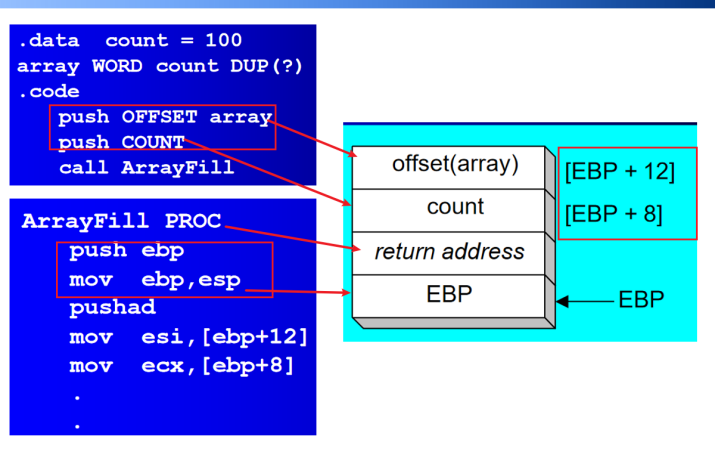 .data count = 100
array WORD count DUP(?)
.code
push OFFSET array
push COUNT
call ArrayFill
ArrayFill PROC
push ebp
mov ebp,esp
pushad
mov esi,[ebp+12]
mov ecx,[ebp+8]
.
.
offset(array)
[EBP + 12]
count
[EBP + 8]
return address
EBP
EBP